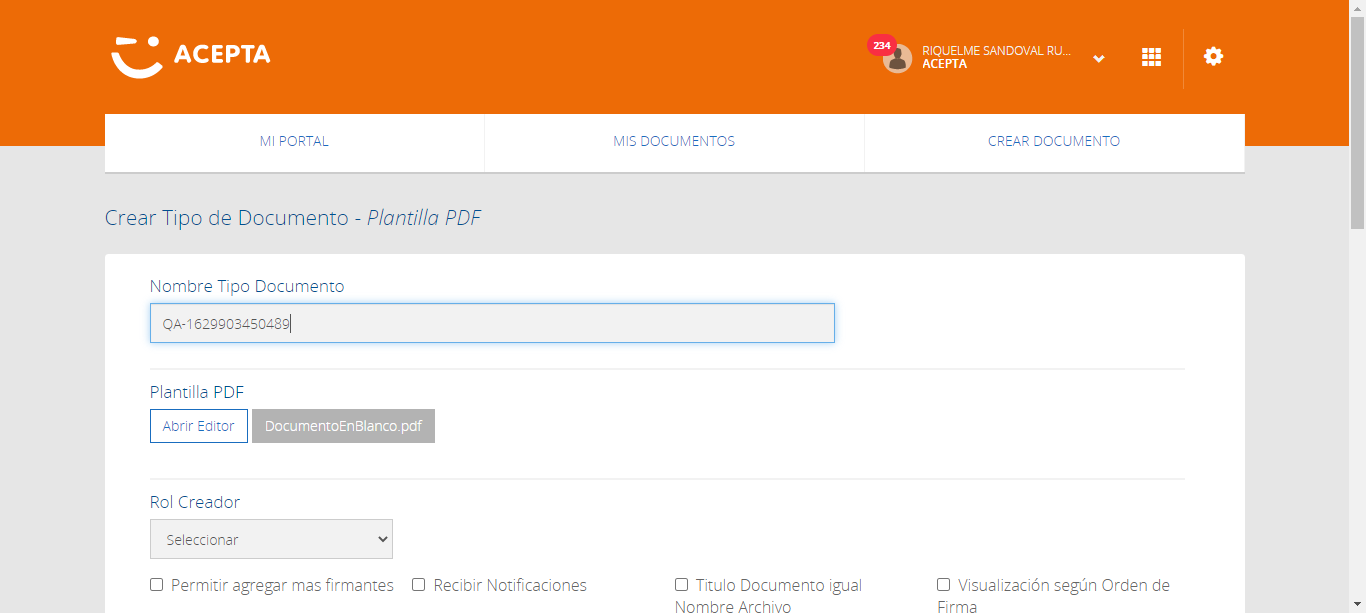 ACEPTA
234
RIQUELME SANDOVAL RU...
ACEPTA
MI PORTAL
MIS DOCUMENTOS
CREAR DOCUMENTO
Crear Tipo de Documento - Plantilla PDF
Nombre Tipo Documento
QA-1629903450489
Plantilla PDF
Abrir Editor
DocumentoEnBlanco.pdf
Rol Creador
Seleccionar
Permitir agregar mas firmantes
Recibir Notificaciones
Titulo Documento igual
Nombre Archivo
Visualización según Orden de
Firma